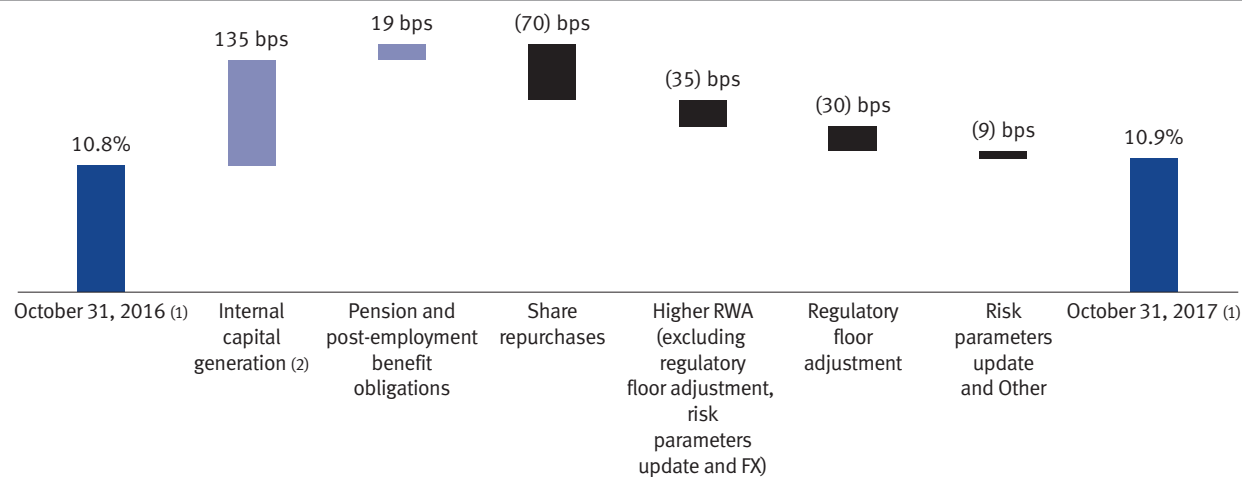 135 bps
19 bps
(70) bps
(35) bps
(30) bps
(9) bps
10.8%
10.9%
October 31, 2016 (1)
Internal
capital
generation (2)
Pension and
post-employment
benefit
obligations
Share
repurchases
Higher RWA
(excluding
regulatory
floor adjustment,
risk
parameters
update and FX)
Regulatory
floor
adjustment
Risk
parameters
update
and Other
October 31, 2017 (1)